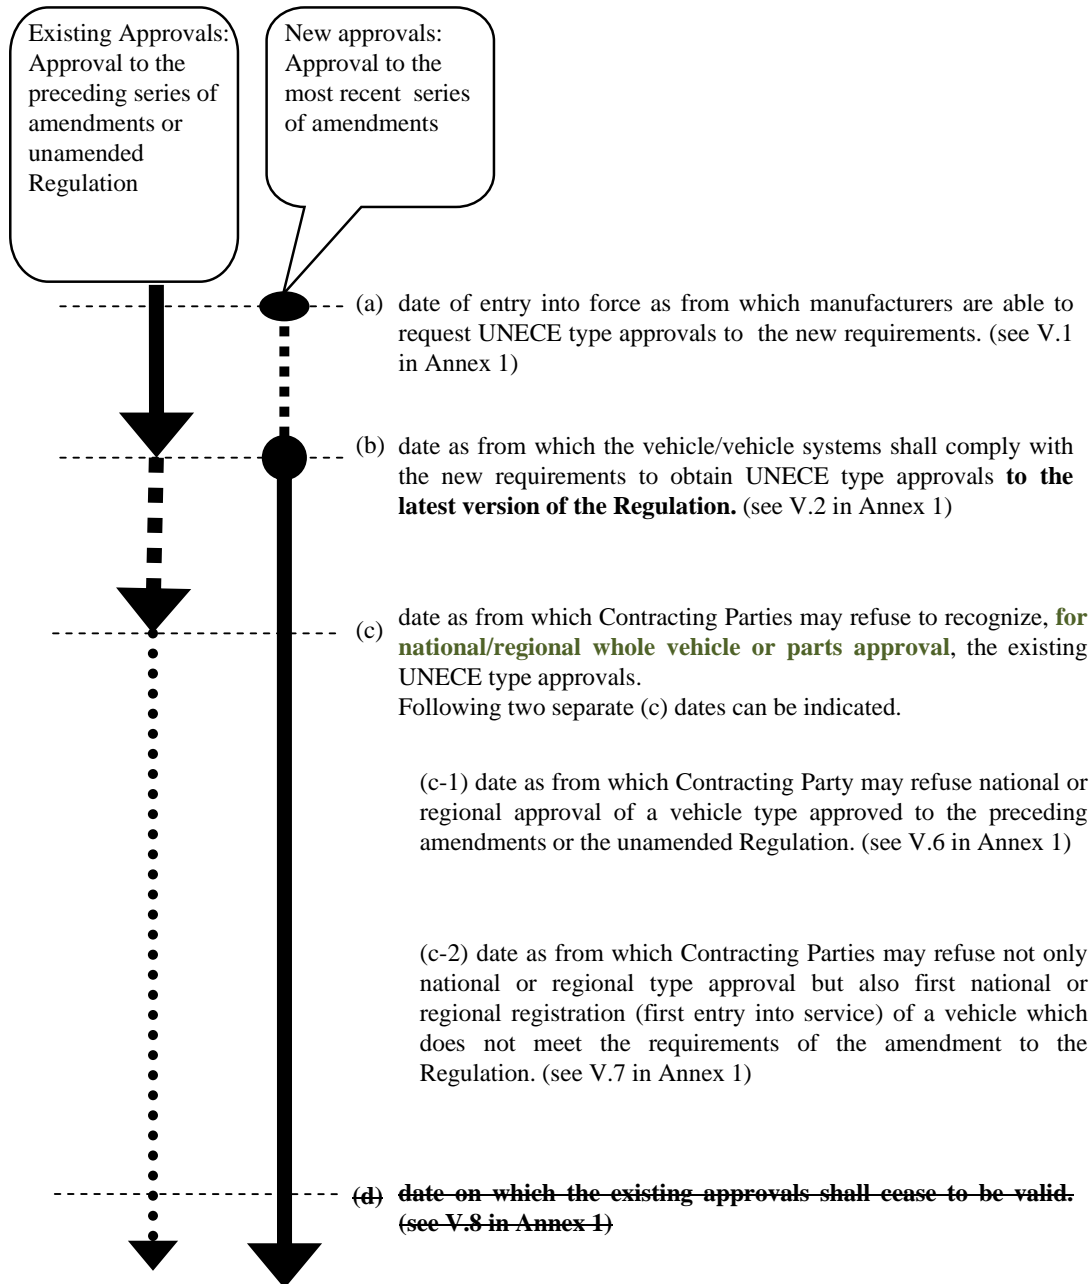 Existing Approvals:
Approval to the
preceding series of
amendments or
unamended
Regulation
New approvals:
Approval to the
most recent series
of amendments
(a) date of entry into force as from which manufacturers are able to
request UNECE type approvals to the new requirements. (see V.1
in Annex 1)
(b) date as from which the vehicle/vehicle systems shall comply with
the new requirements to obtain UNECE type approvals to the
latest version of the Regulation. (see V.2 in Annex 1)
(c) date as from which Contracting Parties may refuse to recognize, for
national/regional whole vehicle or parts approval, the existing
UNECE type approvals.
Following two separate (c) dates can be indicated.
(c-1) date as from which Contracting Party may refuse national or
regional approval of a vehicle type approved to the preceding
amendments or the unamended Regulation. (see V.6 in Annex 1)
(c-2) date as from which Contracting Parties may refuse not only
national or regional type approval but also first national or
regional registration (first entry into service) of a vehicle which
does not meet the requirements of the amendment to the
Regulation. (see V.7 in Annex 1)
(d) date on which the existing approvals shall cease to be valid.
(see V.8 in Annex 1)